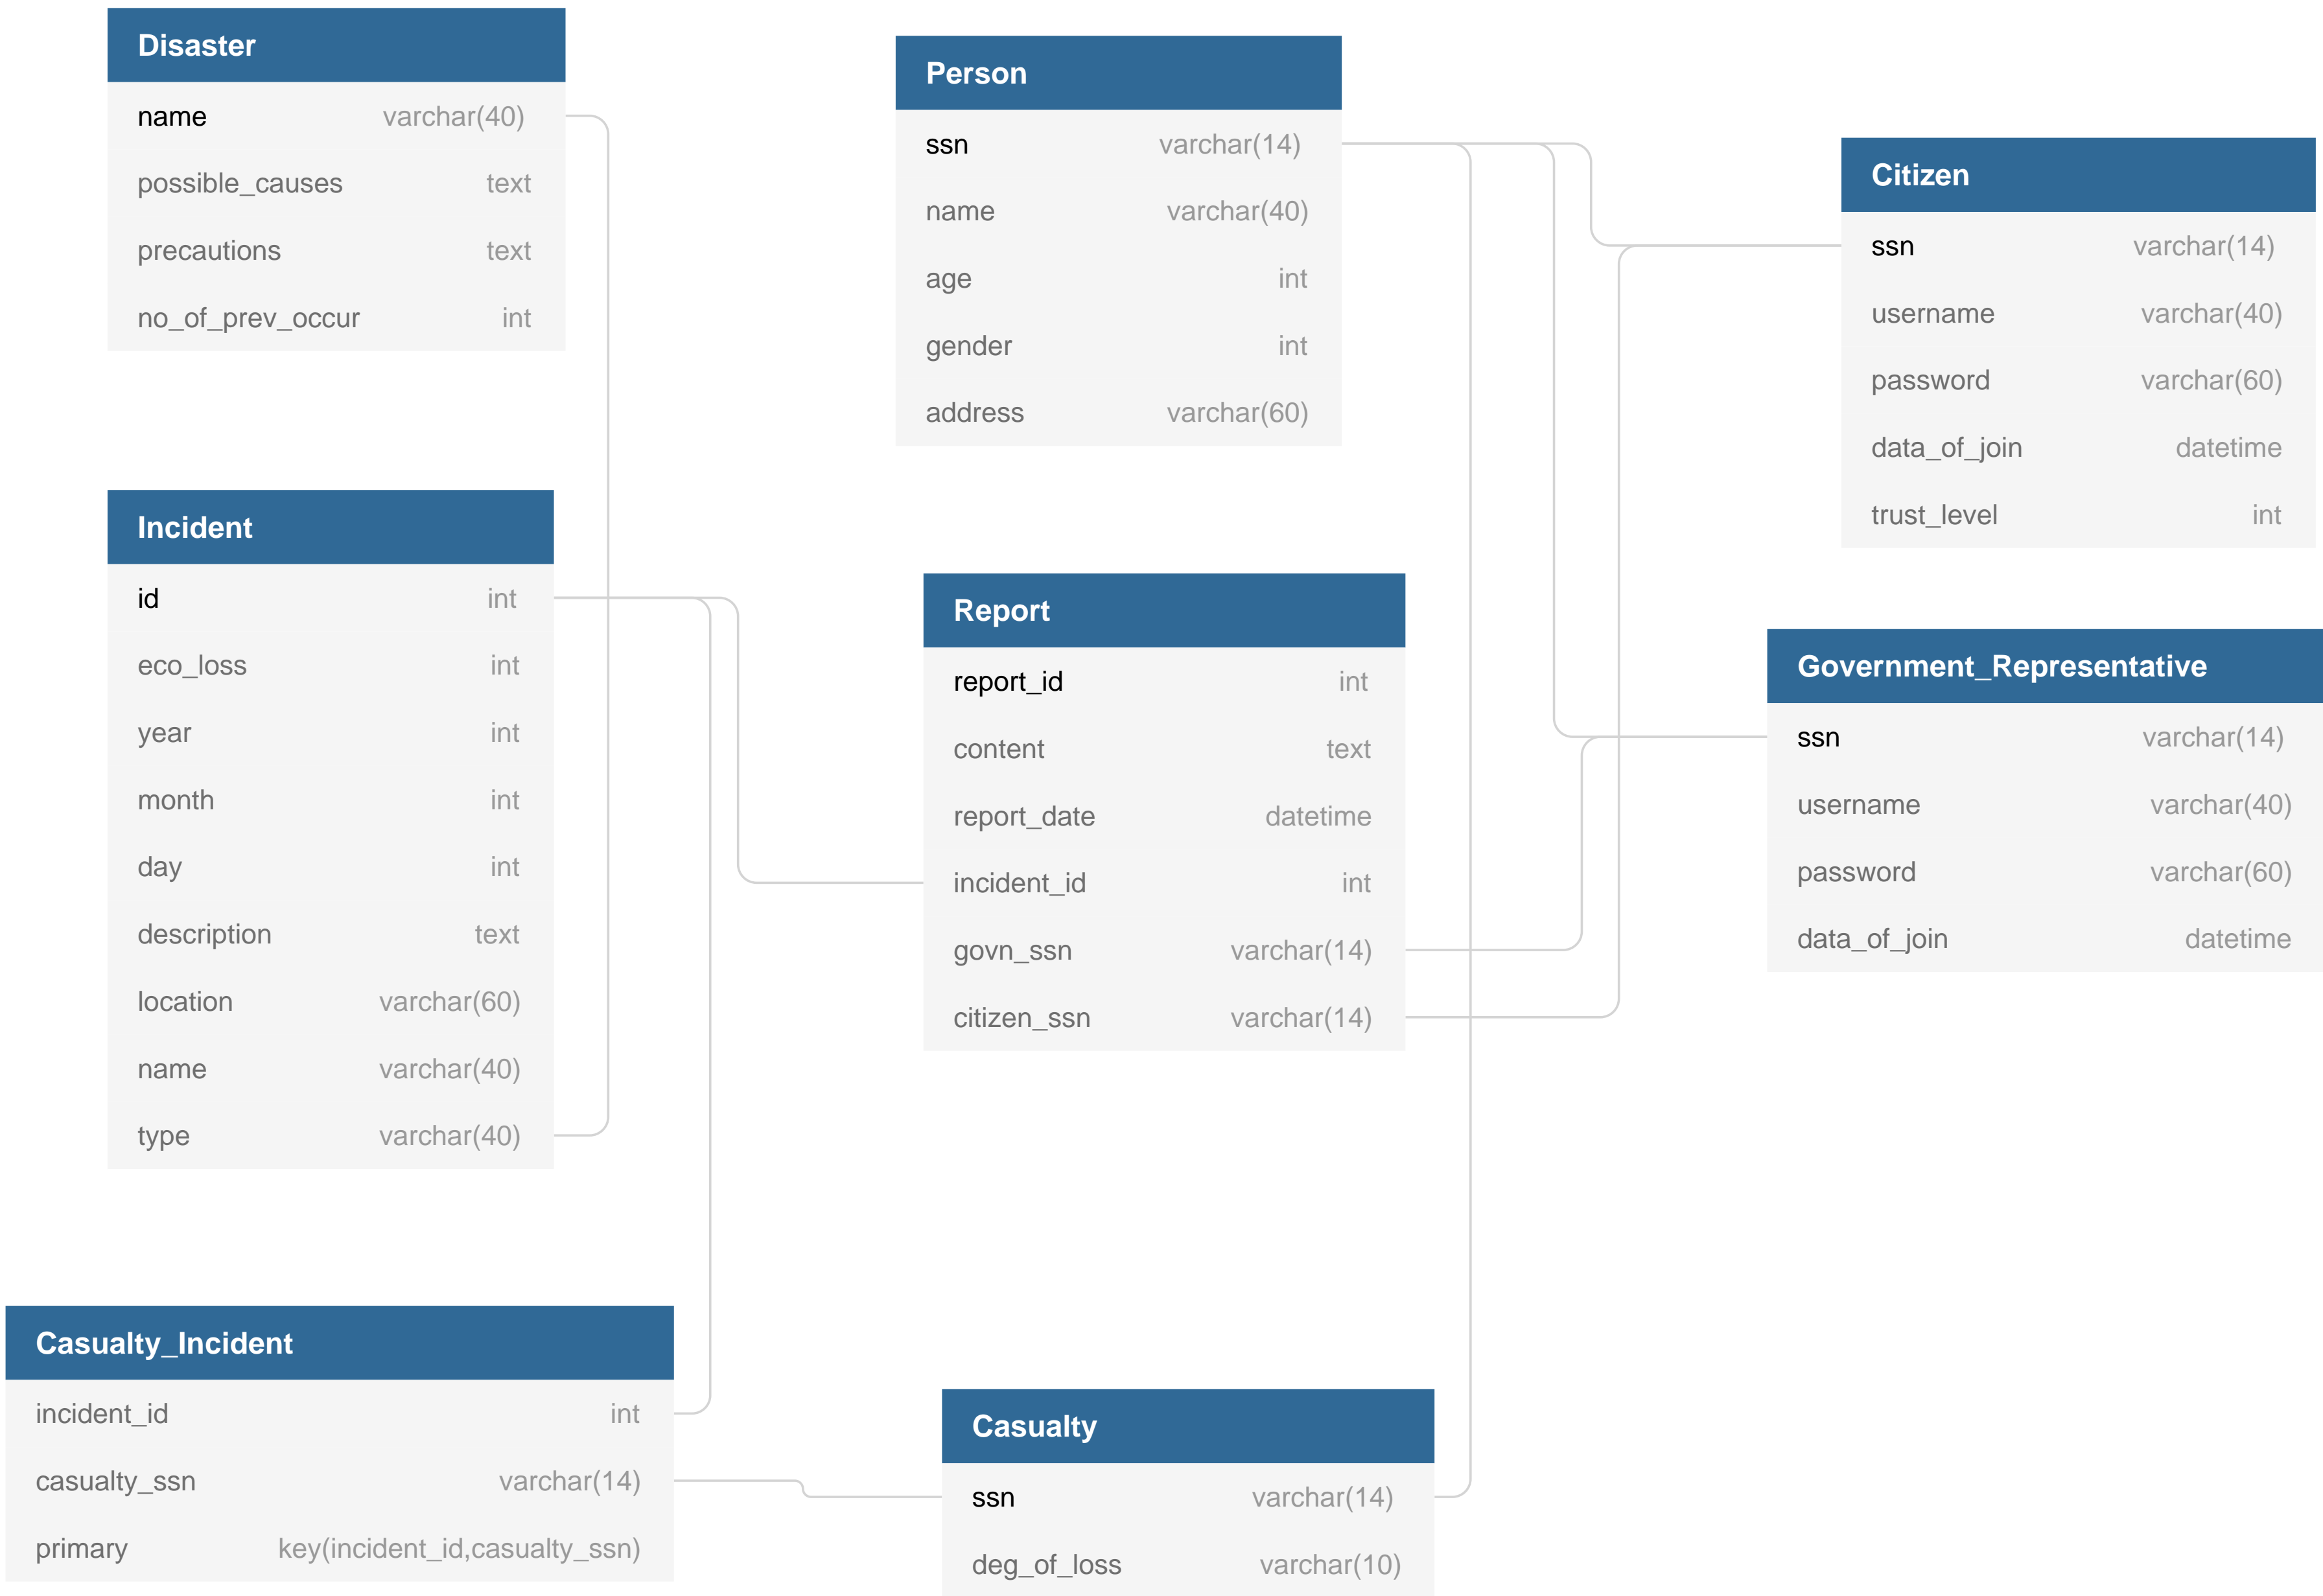 Disaster
name varchar(40)
possible_causes text
precautions text
no_of_prev_occur int
Person
ssn varchar(14)
name varchar(40)
age int
gender int
address varchar(60)
Citizen
ssn varchar(14)
username varchar(40)
password varchar(60)
data_of_join datetime
trust_level int
Incident
id int
eco_loss int
year int
month int
day int
description text
location varchar(60)
name varchar(40)
type varchar(40)
Report
report_id int
content text
report_date datetime
incident_id int
govn_ssn varchar(14)
citizen_ssn varchar(14)
Government_Representative
ssn varchar(14)
username varchar(40)
password varchar(60)
data_of_join datetime
Casualty_Incident
incident_id int
casualty_ssn varchar(14)
primary key(incident_id,casualty_ssn)
Casualty
ssn varchar(14)
deg_of_loss varchar(10)